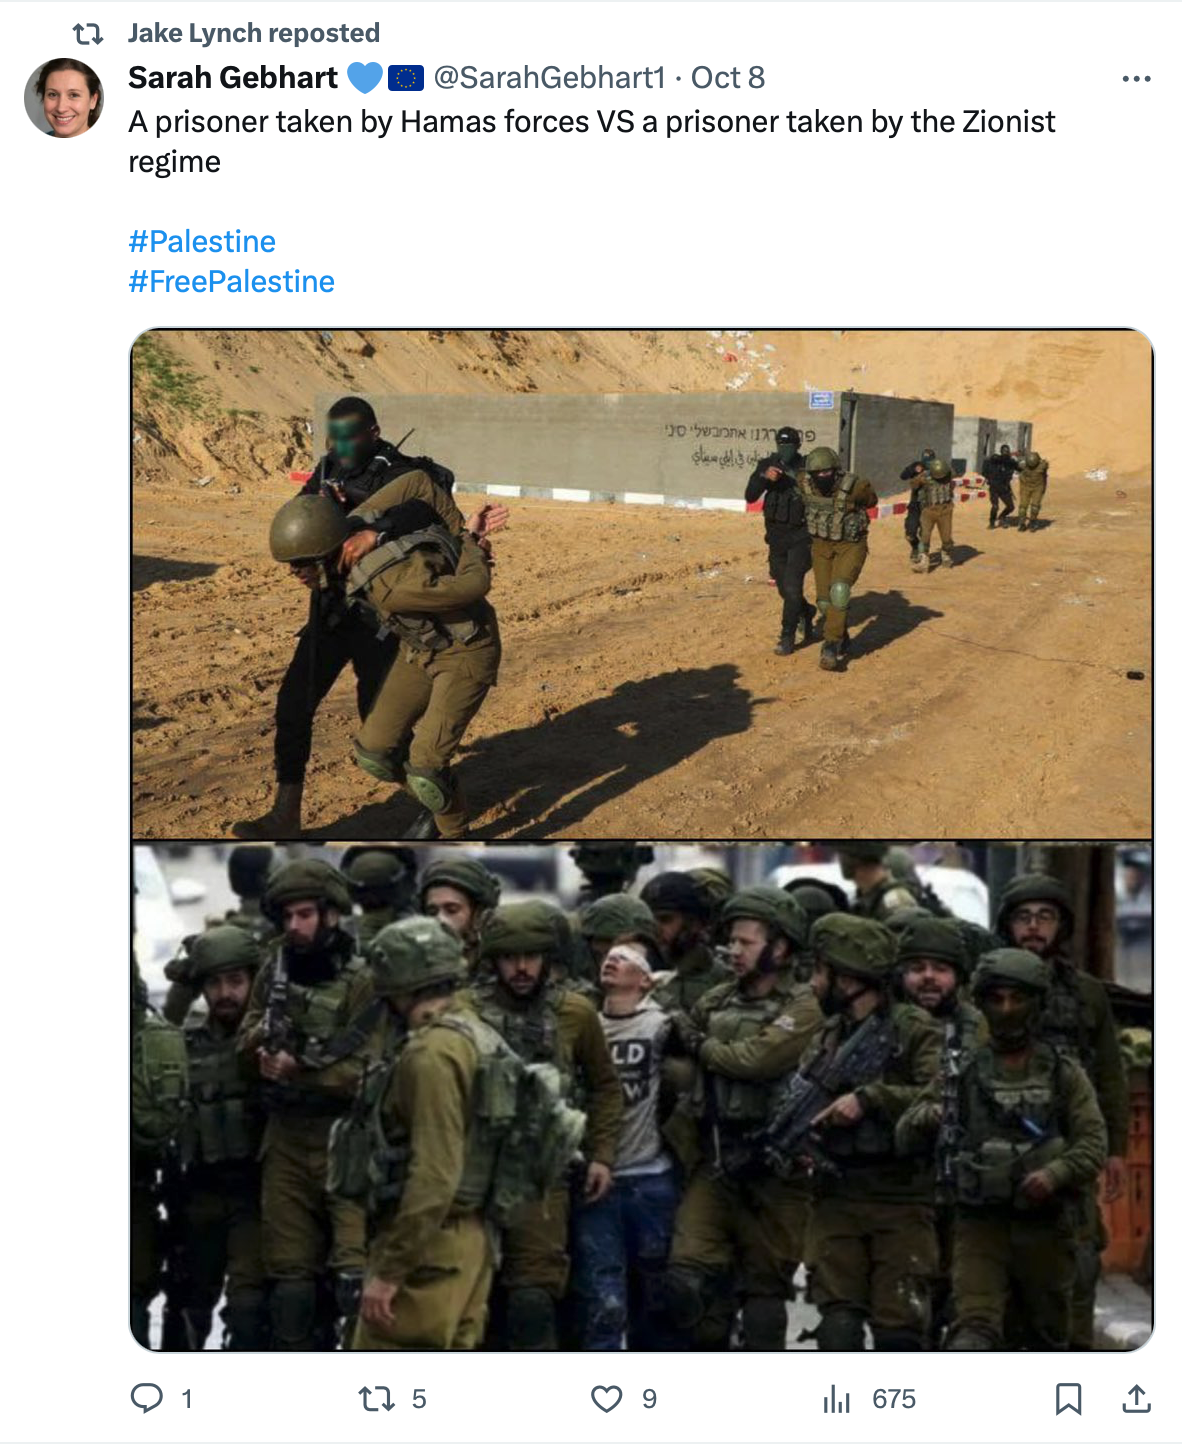 Jake Lynch reposted
Sarah Gebhart 💙🇪🇺 @SarahGebhart1 · Oct 8
A prisoner taken by Hamas forces VS a prisoner taken by the Zionist
regime
#Palestine
#FreePalestine
LD
W
1 5 9 675